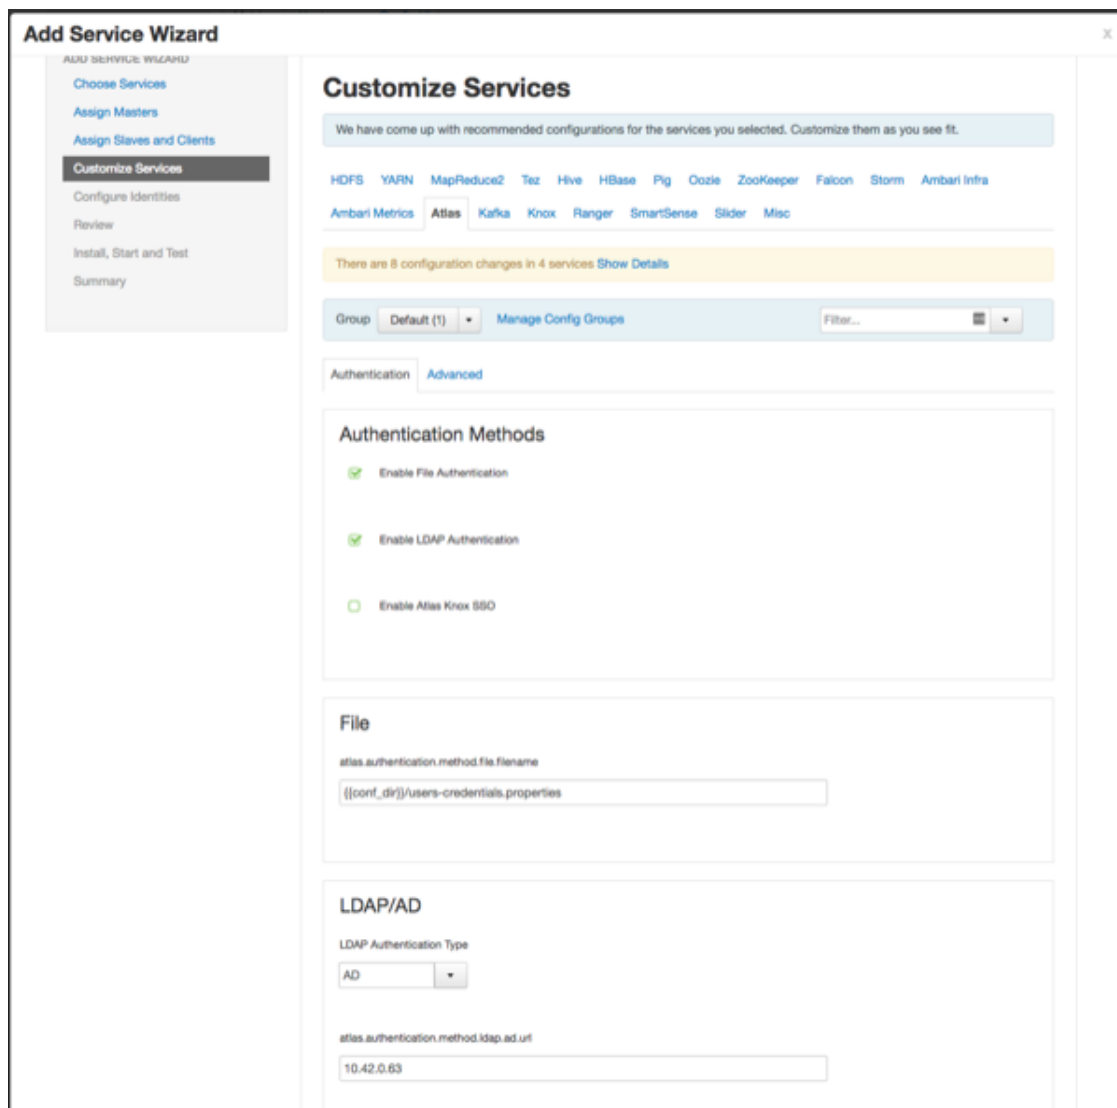 Add Service Wizard
x
ADD SERVICE WIZARD
Choose Services
Assign Masters
Assign Slaves and Clients
Customize Services
Configure Identities
Review
Install, Start and Test
Summary
Customize Services
We have come up with recommended configurations for the services you selected. Customize them as you see fit.
HDFS YARN MapReduce2 Tez Hive HBase Pig Oozie ZooKeeper Falcon Storm Ambari Infra
Ambari Metrics Atlas Kafka Knox Ranger SmartSense Slider Misc
There are 8 configuration changes in 4 services Show Details
Group Default (1) Manage Config Groups Filter...
Authentication Advanced
Authentication Methods
Enable File Authentication
Enable LDAP Authentication
Enable Atlas Knox SSO
File
atlas.authentication.method.file.filename
{{conf_dir}}/users-credentials.properties
LDAP/AD
LDAP Authentication Type
AD
atlas.authentication.method.ldap.ad.url
10.42.0.63